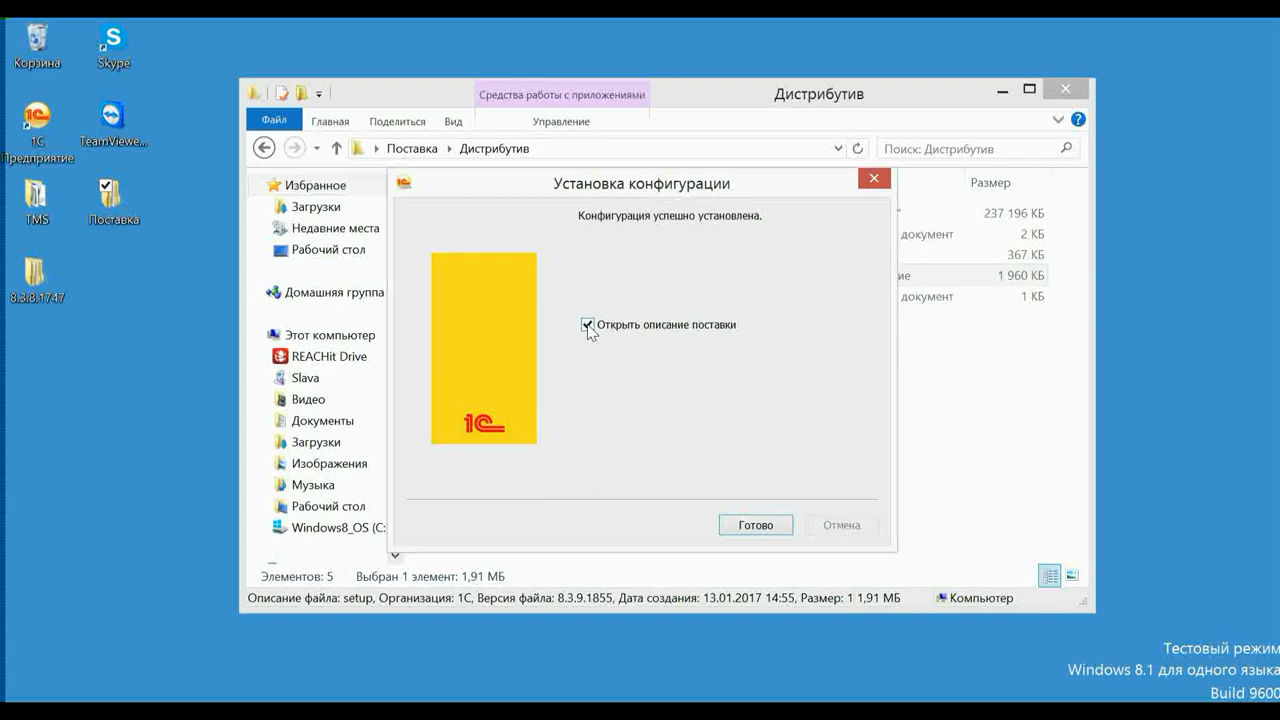 Корзина
Skype
1С
Предприятие
TeamViewe...
TMS
Поставка
8.3.8.1747
Средства работы с приложениями
Дистрибутив
Файл
Главная
Поделиться
Вид
Управление
Поставка
Дистрибутив
Поиск: Дистрибутив
Избранное
Загрузки
Недавние места
Рабочий стол
Домашняя группа
Этот компьютер
REACHit Drive
Slava
Видео
Документы
Загрузки
Изображения
Музыка
Рабочий стол
Windows8_OS (C:
Размер
237 196 КБ
документ
2 КБ
367 КБ
ие
1 960 КБ
документ
1 КБ
Установка конфигурации
Конфигурация успешно установлена.
Открыть описание поставки
1С
Готово
Отмена
Элементов: 5
Выбран 1 элемент: 1,91 МБ
Описание файла: setup, Организация: 1С, Версия файла: 8.3.9.1855, Дата создания: 13.01.2017 14:55, Размер: 1 1,91 МБ
Компьютер
Тестовый режим
Windows 8.1 для одного языка
Build 9600